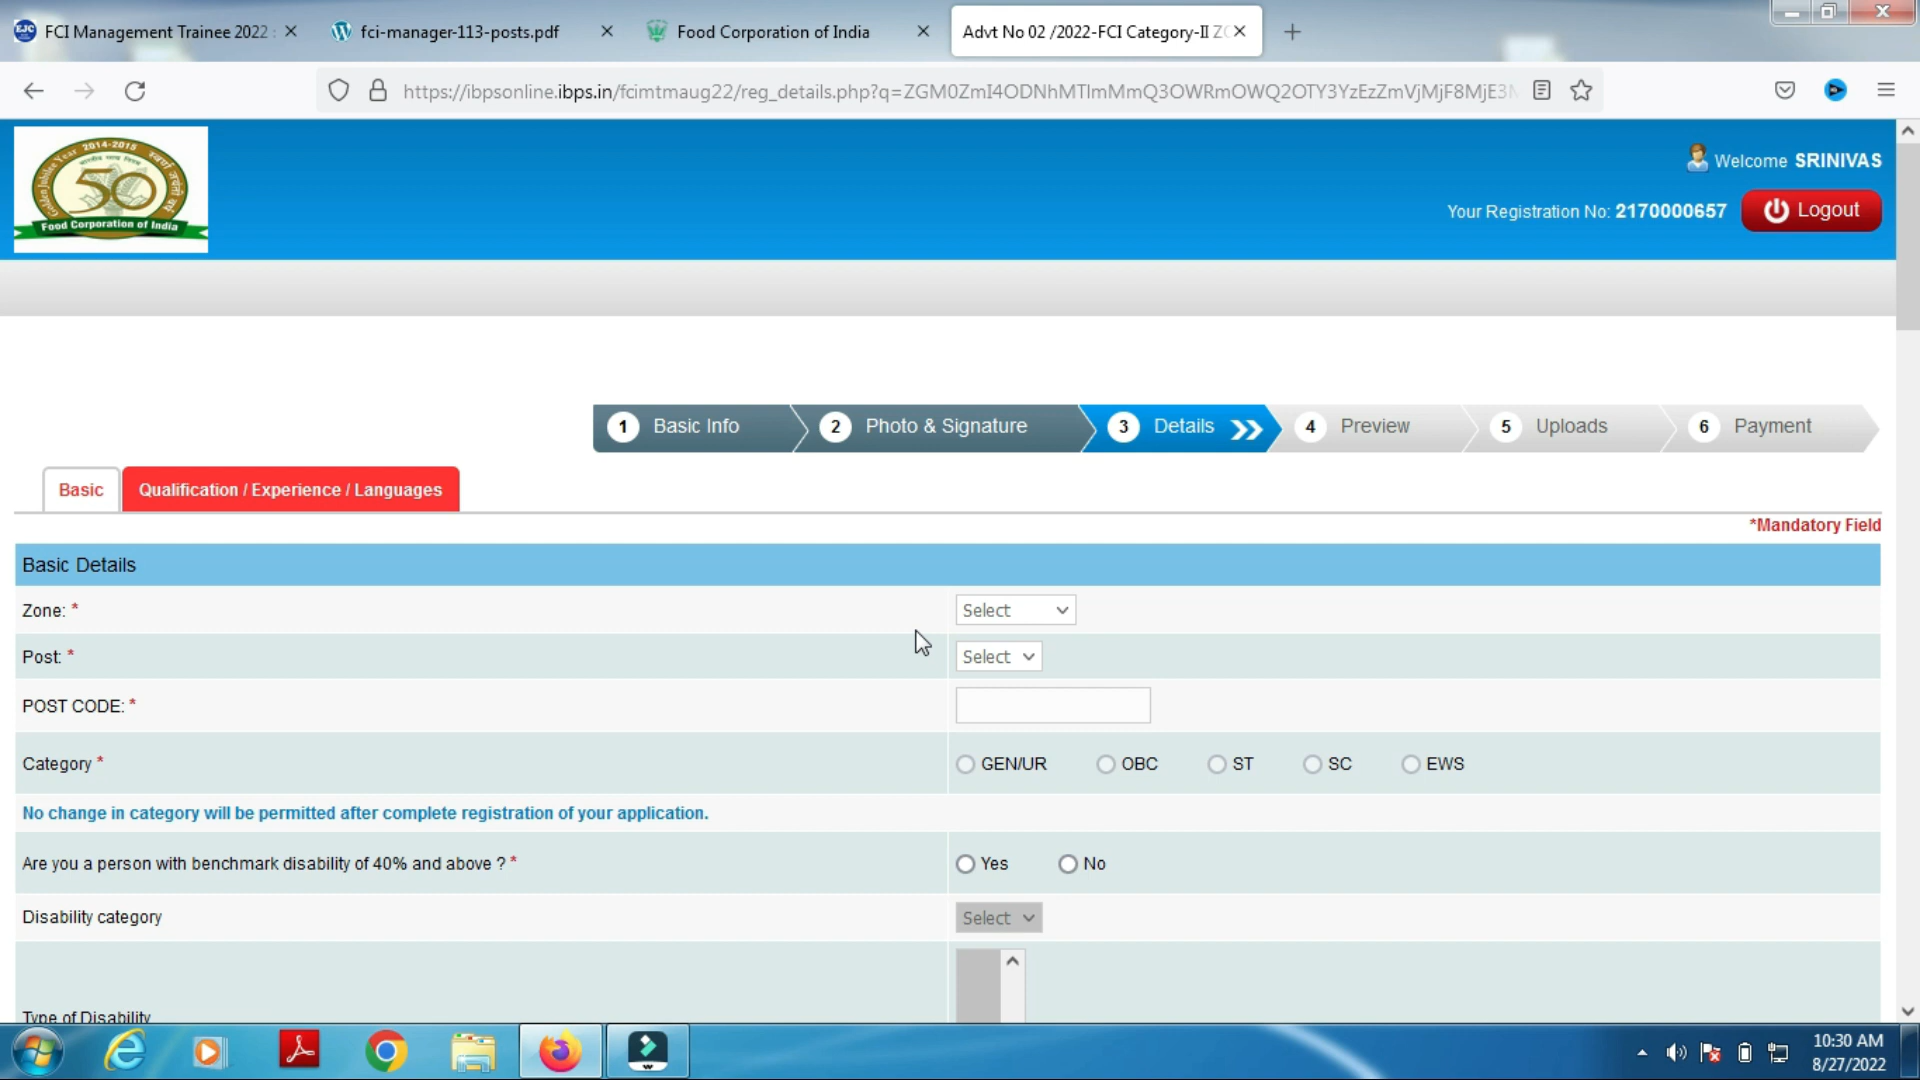 FCI Management Trainee 2022 :
fci-manager-113-posts.pdf
Food Corporation of India
Advt No 02 /2022-FCI Category-II ZO
https://ibpsonline.ibps.in/fcimtmaug22/reg_details.php?q=
2014-2015
50
Food Corporation of India
Welcome SRINIVAS
Your Registration No: 2170000657
Logout
1 Basic Info
2 Photo & Signature
3 Details
4 Preview
5 Uploads
6 Payment
Basic
Qualification / Experience / Languages
*Mandatory Field
Basic Details
Zone: * Select
Post: * Select
POST CODE: *
Category * GEN/UR OBC ST SC EWS
No change in category will be permitted after complete registration of your application.
Are you a person with benchmark disability of 40% and above ? * Yes No
Disability category Select
Type of Disability
10:30 AM
8/27/2022